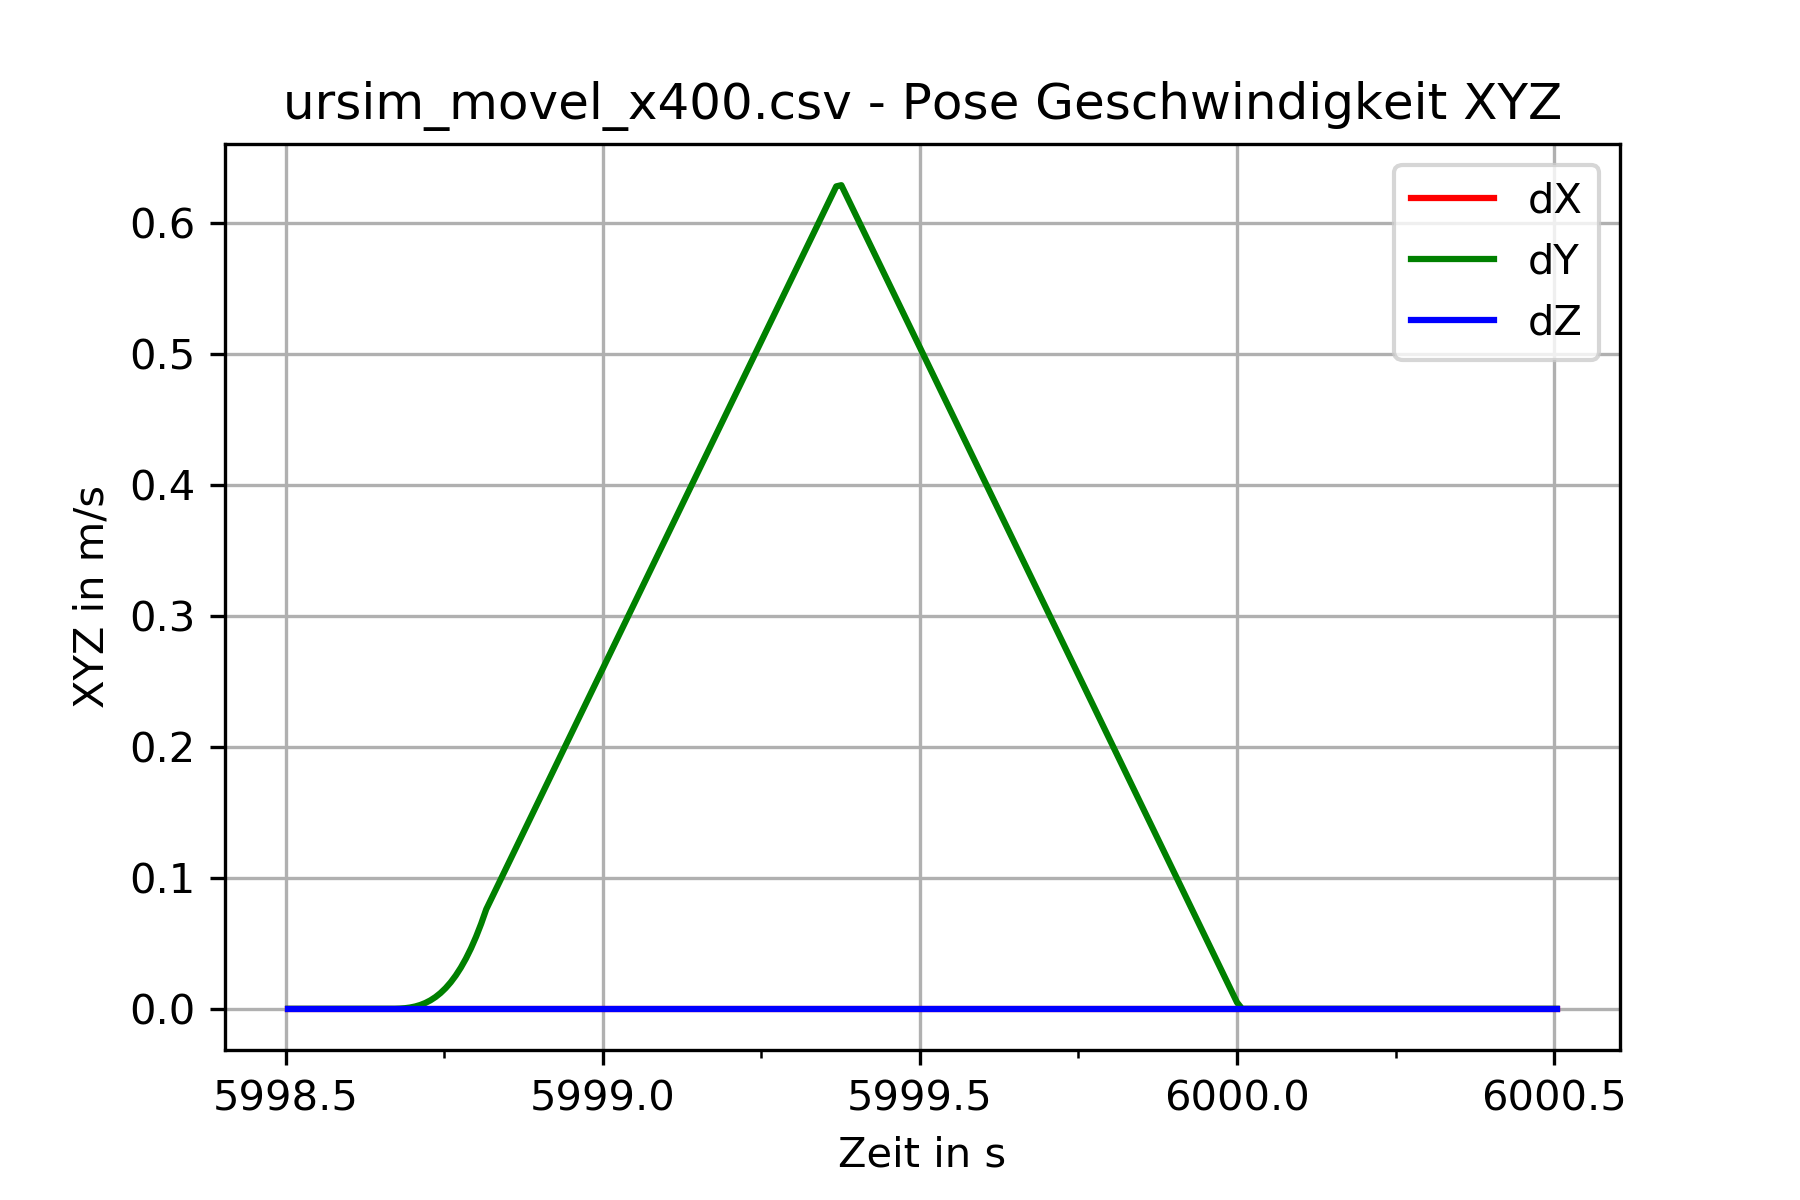 ursim_movel_x400.csv - Pose Geschwindigkeit XYZ
dX
dY
dZ
XYZ in m/s
0.6
0.5
0.4
0.3
0.2
0.1
0.0
5998.5 5999.0 5999.5 6000.0 6000.5
Zeit in s